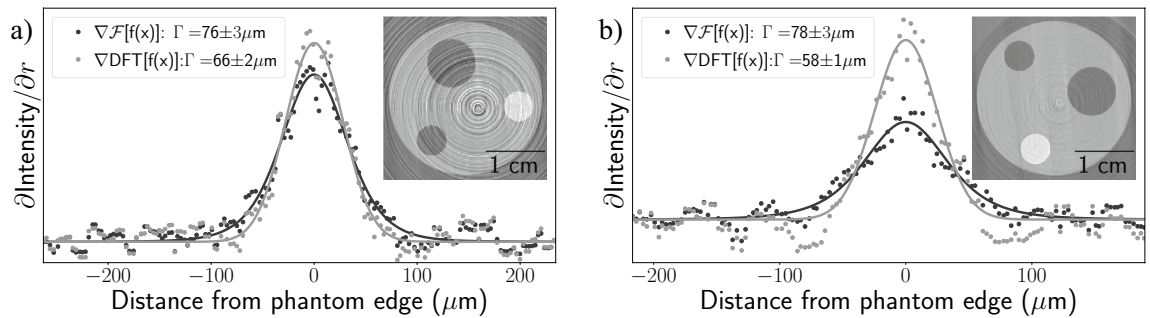 a)
∇𝓕[f(x)]: Γ=76±3μm
∇DFT[f(x)]:Γ=66±2μm
1 cm
∂Intensity/∂r
−200 −100 0 100 200
Distance from phantom edge (μm)
b)
∇𝓕[f(x)]: Γ=78±3μm
∇DFT[f(x)]:Γ=58±1μm
1 cm
∂Intensity/∂r
−200 −100 0 100
Distance from phantom edge (μm)